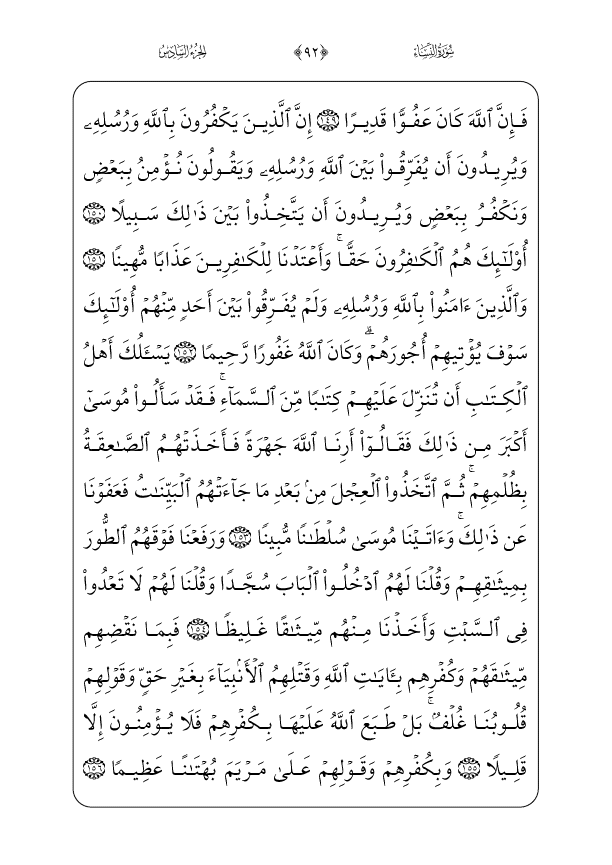 سُورَةُ النِّسَاءِ ﴿٩٢﴾ الجُزءُ السَّادِسُ
فَإِنَّ ٱللَّهَ كَانَ عَفُوّٗا قَدِيرًا ۝١٤٩ إِنَّ ٱلَّذِينَ يَكۡفُرُونَ بِٱللَّهِ وَرُسُلِهِۦ
وَيُرِيدُونَ أَن يُفَرِّقُواْ بَيۡنَ ٱللَّهِ وَرُسُلِهِۦ وَيَقُولُونَ نُؤۡمِنُ بِبَعۡضٖ
وَنَكۡفُرُ بِبَعۡضٖ وَيُرِيدُونَ أَن يَتَّخِذُواْ بَيۡنَ ذَٰلِكَ سَبِيلًا ۝١٥٠
أُوْلَٰٓئِكَ هُمُ ٱلۡكَٰفِرُونَ حَقّٗاۚ وَأَعۡتَدۡنَا لِلۡكَٰفِرِينَ عَذَابٗا مُّهِينٗا ۝١٥١
وَٱلَّذِينَ ءَامَنُواْ بِٱللَّهِ وَرُسُلِهِۦ وَلَمۡ يُفَرِّقُواْ بَيۡنَ أَحَدٖ مِّنۡهُمۡ أُوْلَٰٓئِكَ
سَوۡفَ يُؤۡتِيهِمۡ أُجُورَهُمۡۗ وَكَانَ ٱللَّهُ غَفُورٗا رَّحِيمٗا ۝١٥٢ يَسۡـَٔلُكَ أَهۡلُ
ٱلۡكِتَٰبِ أَن تُنَزِّلَ عَلَيۡهِمۡ كِتَٰبٗا مِّنَ ٱلسَّمَآءِۚ فَقَدۡ سَأَلُواْ مُوسَىٰٓ
أَكۡبَرَ مِن ذَٰلِكَ فَقَالُوٓاْ أَرِنَا ٱللَّهَ جَهۡرَةٗ فَأَخَذَتۡهُمُ ٱلصَّٰعِقَةُ
بِظُلۡمِهِمۡۚ ثُمَّ ٱتَّخَذُواْ ٱلۡعِجۡلَ مِنۢ بَعۡدِ مَا جَآءَتۡهُمُ ٱلۡبَيِّنَٰتُ فَعَفَوۡنَا
عَن ذَٰلِكَۚ وَءَاتَيۡنَا مُوسَىٰ سُلۡطَٰنٗا مُّبِينٗا ۝١٥٣ وَرَفَعۡنَا فَوۡقَهُمُ ٱلطُّورَ
بِمِيثَٰقِهِمۡ وَقُلۡنَا لَهُمُ ٱدۡخُلُواْ ٱلۡبَابَ سُجَّدٗا وَقُلۡنَا لَهُمۡ لَا تَعۡدُواْ
فِي ٱلسَّبۡتِ وَأَخَذۡنَا مِنۡهُم مِّيثَٰقًا غَلِيظٗا ۝١٥٤ فَبِمَا نَقۡضِهِم
مِّيثَٰقَهُمۡ وَكُفۡرِهِم بِـَٔايَٰتِ ٱللَّهِ وَقَتۡلِهِمُ ٱلۡأَنۢبِيَآءَ بِغَيۡرِ حَقّٖ وَقَوۡلِهِمۡ
قُلُوبُنَا غُلۡفُۢۚ بَلۡ طَبَعَ ٱللَّهُ عَلَيۡهَا بِكُفۡرِهِمۡ فَلَا يُؤۡمِنُونَ إِلَّا
قَلِيلٗا ۝١٥٥ وَبِكُفۡرِهِمۡ وَقَوۡلِهِمۡ عَلَىٰ مَرۡيَمَ بُهۡتَٰنًا عَظِيمٗا ۝١٥٦